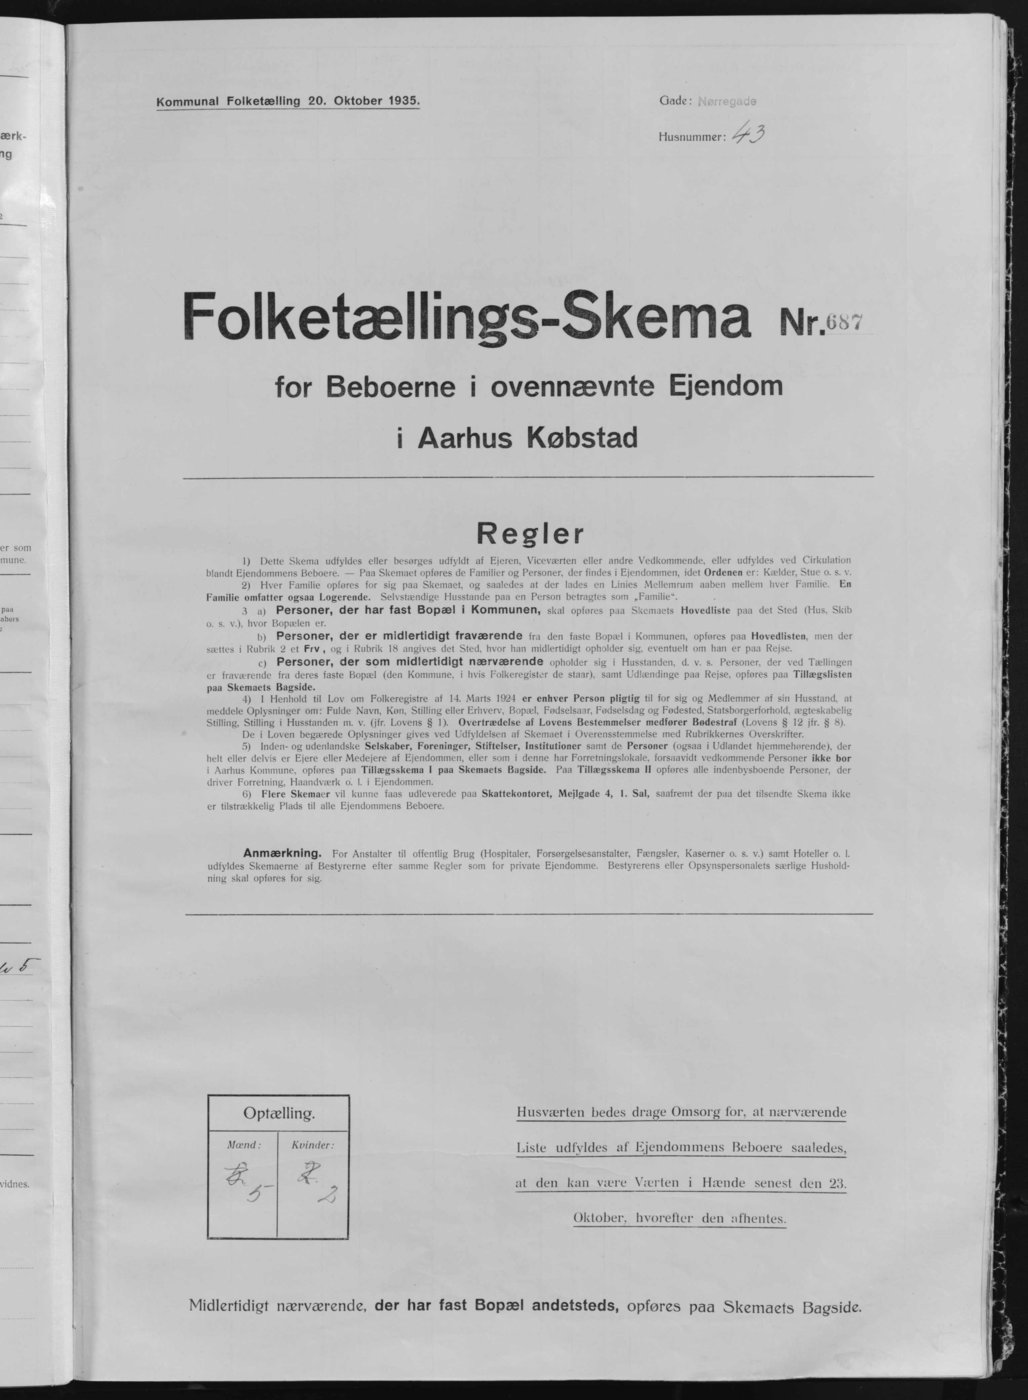 Kommunal Folketælling 20. Oktober 1935.
Gade: Nørregade
Husnummer: 43
Folketællings-Skema Nr. 687
for Beboerne i ovennævnte Ejendom
i Aarhus Købstad
Regler
1) Dette Skema udfyldes eller besørges udfyldt af Ejeren, Viceværten eller andre Vedkommende, eller udfyldes ved Cirkulation
blandt Ejendommens Beboere. — Paa Skemaet opføres de Familier og Personer, der findes i Ejendommen, idet Ordenen er: Kælder, Stue o. s. v.
2) Hver Familie opføres for sig paa Skemaet, og saaledes at der lades en Linies Mellemrum aaben mellem hver Familie. En
Familie omfatter ogsaa Logerende. Selvstændige Husstande paa en Person betragtes som „Familie“.
3 a) Personer, der har fast Bopæl i Kommunen, skal opføres paa Skemaets Hovedliste paa det Sted (Hus, Skib
o. s. v.), hvor Bopælen er.
b) Personer, der er midlertidigt fraværende fra den faste Bopæl i Kommunen, opføres paa Hovedlisten, men der
sættes i Rubrik 2 et Frv, og i Rubrik 18 angives det Sted, hvor han midlertidigt opholder sig, eventuelt om han er paa Rejse.
c) Personer, der som midlertidigt nærværende opholder sig i Husstanden, d. v. s. Personer, der ved Tællingen
er fraværende fra deres faste Bopæl (den Kommune, i hvis Folkeregister de staar), samt Udlændinge paa Rejse, opføres paa Tillægslisten
paa Skemaets Bagside.
4) I Henhold til Lov om Folkeregistre af 14. Marts 1924 er enhver Person pligtig til for sig og Medlemmer af sin Husstand, at
meddele Oplysninger om: Fulde Navn, Køn, Stilling eller Erhverv, Bopæl, Fødselsaar, Fødselsdag og Fødested, Statsborgerforhold, ægteskabelig
Stilling, Stilling i Husstanden m. v. (jfr. Lovens § 1). Overtrædelse af Lovens Bestemmelser medfører Bødestraf (Lovens § 12 jfr. § 8).
De i Loven begærede Oplysninger gives ved Udfyldelsen af Skemaet i Overensstemmelse med Rubrikkernes Overskrifter.
5) Inden- og udenlandske Selskaber, Foreninger, Stiftelser, Institutioner samt de Personer (ogsaa i Udlandet hjemmehørende), der
helt eller delvis er Ejere eller Medejere af Ejendommen, eller som i denne har Forretningslokale, forsaavidt vedkommende Personer ikke bor
i Aarhus Kommune, opføres paa Tillægsskema I paa Skemaets Bagside. Paa Tillægsskema II opføres alle indenbysboende Personer, der
driver Forretning, Haandværk o. l. i Ejendommen.
6) Flere Skemaer vil kunne faas udleverede paa Skattekontoret, Mejlgade 4, 1. Sal, saafremt der paa det tilsendte Skema ikke
er tilstrækkelig Plads til alle Ejendommens Beboere.
Anmærkning. For Anstalter til offentlig Brug (Hospitaler, Forsørgelsesanstalter, Fængsler, Kaserner o. s. v.) samt Hoteller o. l.
udfyldes Skemaerne af Bestyrerne efter samme Regler som for private Ejendomme. Bestyrerens eller Opsynspersonalets særlige Hushold-
ning skal opføres for sig.
Optælling.
Mænd: Kvinder:
5 2
Husværten bedes drage Omsorg for, at nærværende
Liste udfyldes af Ejendommens Beboere saaledes,
at den kan være Værten i Hænde senest den 23.
Oktober, hvorefter den afhentes.
Midlertidigt nærværende, der har fast Bopæl andetsteds, opføres paa Skemaets Bagside.